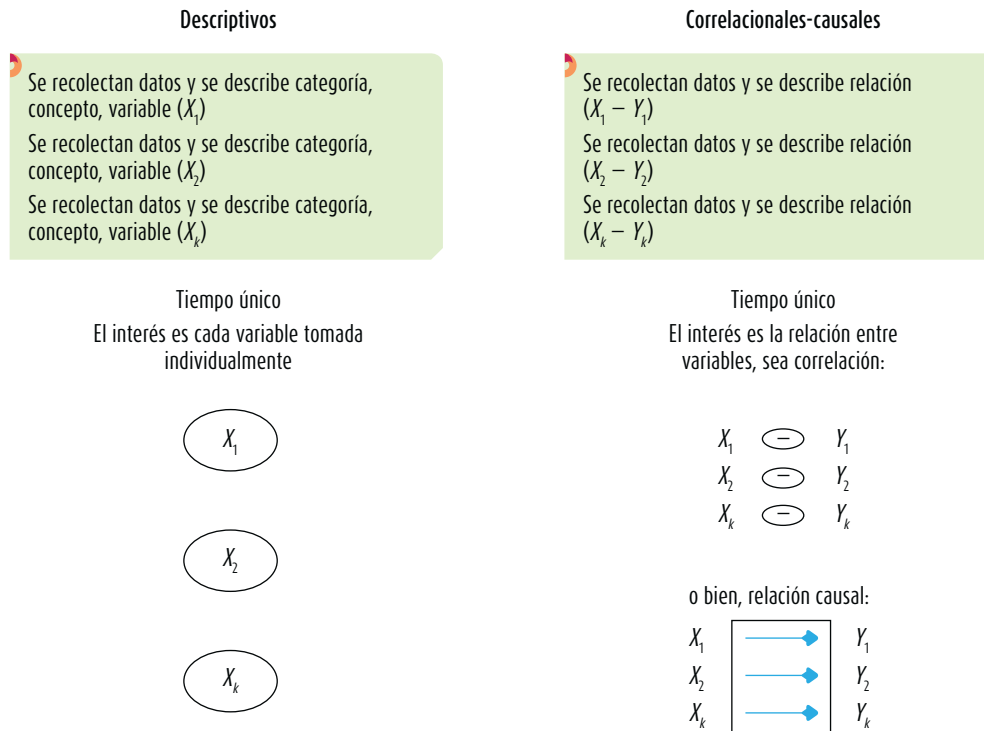 Descriptivos
Se recolectan datos y se describe categoría,
concepto, variable (X₁)
Se recolectan datos y se describe categoría,
concepto, variable (X₂)
Se recolectan datos y se describe categoría,
concepto, variable (Xₖ)
Tiempo único
El interés es cada variable tomada
individualmente
X₁
X₂
Xₖ
Correlacionales-causales
Se recolectan datos y se describe relación
(X₁ – Y₁)
Se recolectan datos y se describe relación
(X₂ – Y₂)
Se recolectan datos y se describe relación
(Xₖ – Yₖ)
Tiempo único
El interés es la relación entre
variables, sea correlación:
X₁ – Y₁
X₂ – Y₂
Xₖ – Yₖ
o bien, relación causal:
X₁ Y₁
X₂ Y₂
Xₖ Yₖ